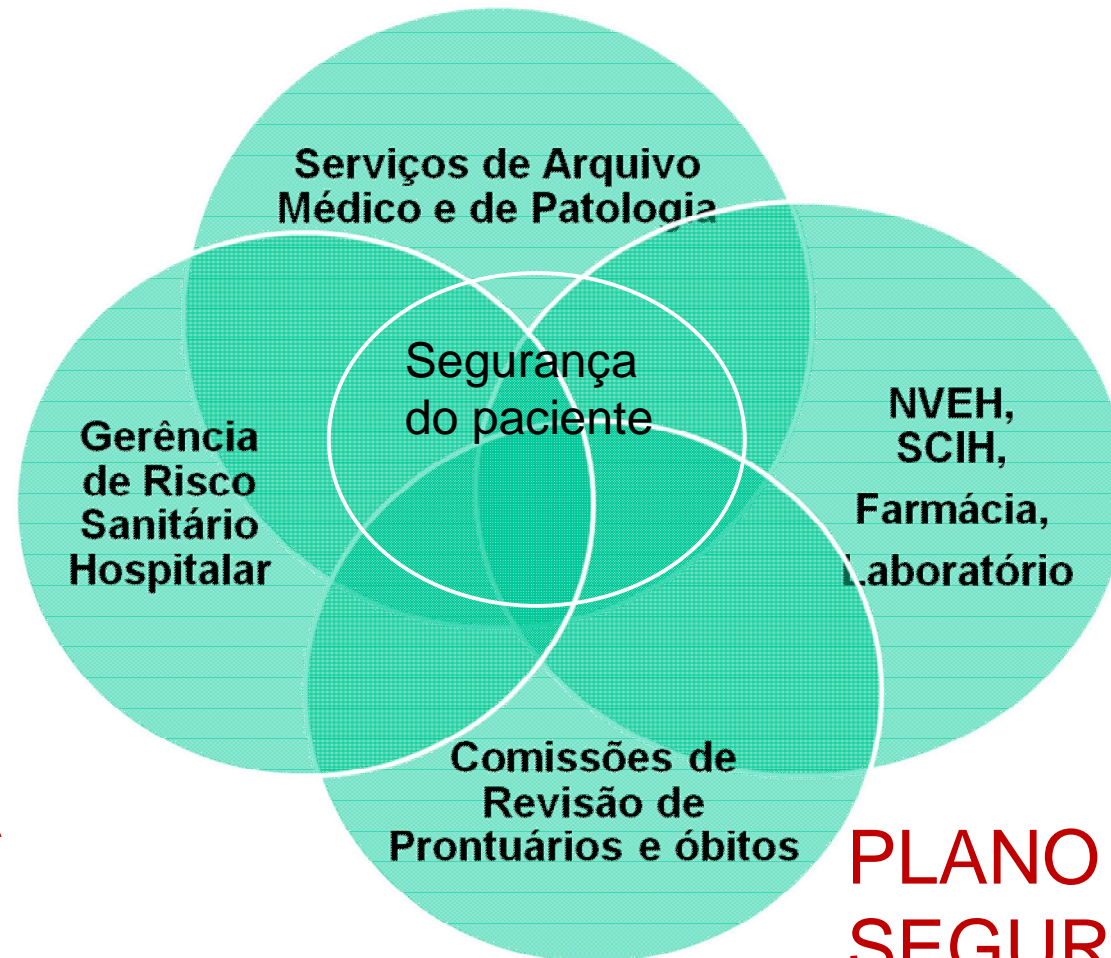 Serviços de Arquivo
Médico e de Patologia
Segurança
do paciente
Gerência
de Risco
Sanitário
Hospitalar
NVEH,
SCIH,
Farmácia,
Laboratório
Comissões de
Revisão de
Prontuários e óbitos
PLANO
SEGUR